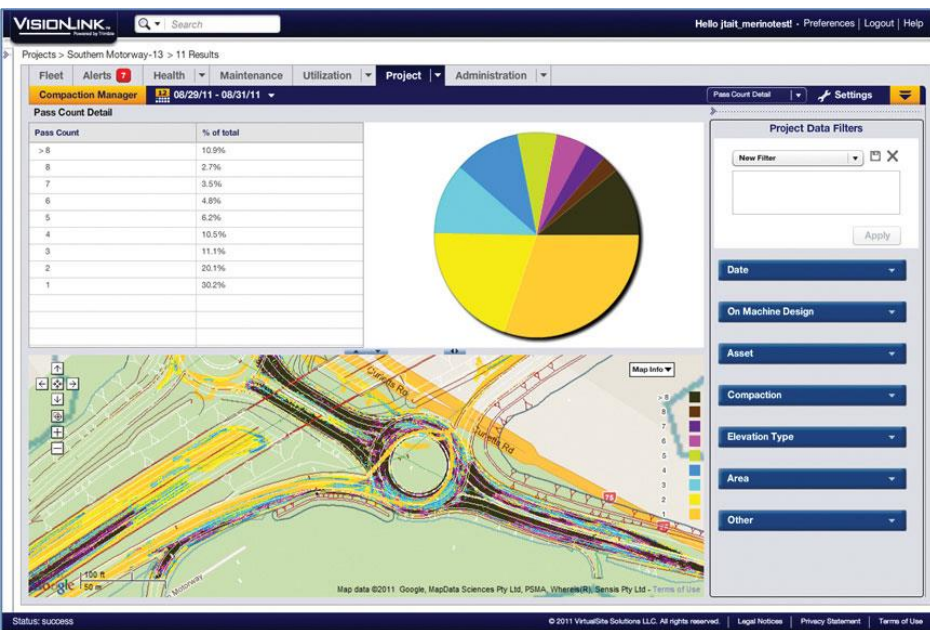 VISIONLINK™
Powered by Trimble
Search
Hello jtait_merinotest! - Preferences | Logout | Help
Projects > Southern Motorway-13 > 11 Results
Fleet Alerts 7 Health Maintenance Utilization Project Administration
Compaction Manager 12 08/29/11 - 08/31/11 Pass Count Detail Settings
Pass Count Detail
Pass Count % of total
> 8 10.9%
8 2.7%
7 3.5%
6 4.8%
5 6.2%
4 10.5%
3 11.1%
2 20.1%
1 30.2%
Project Data Filters
New Filter
Apply
Date
On Machine Design
Asset
Compaction
Elevation Type
Area
Other
Map Info
Curletts Rd
Curletts Rd
> 8
8
7
6
5
4
3
2
1
75
Motorway
100 ft
50 m
Google
Map data ©2011 Google, MapData Sciences Pty Ltd, PSMA, Whereis(R), Sensis Pty Ltd - Terms of Use
Status: success
© 2011 VirtualSite Solutions LLC. All rights reserved. | Legal Notices | Privacy Statement | Terms of Use